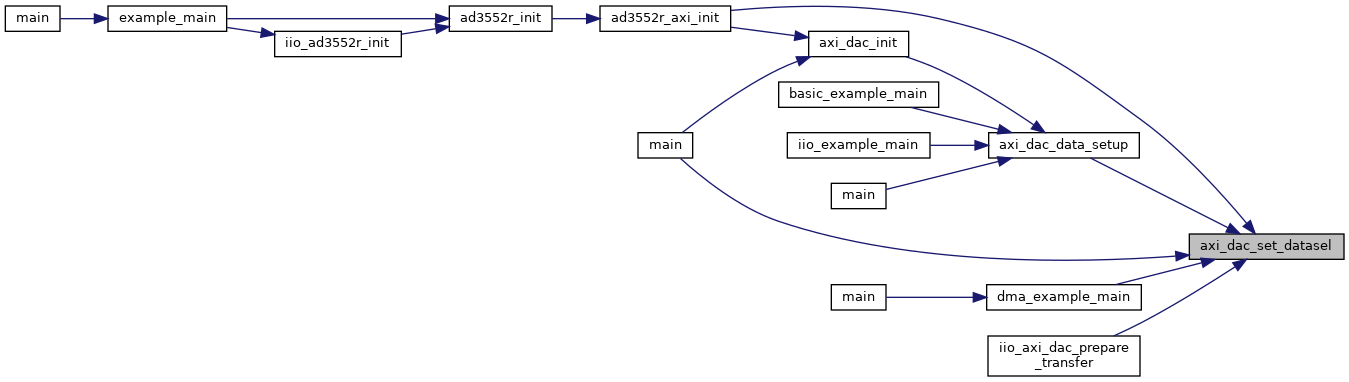 main
example_main
ad3552r_init
ad3552r_axi_init
iio_ad3552r_init
axi_dac_init
basic_example_main
main
iio_example_main
axi_dac_data_setup
main
axi_dac_set_datasel
main
dma_example_main
iio_axi_dac_prepare
_transfer